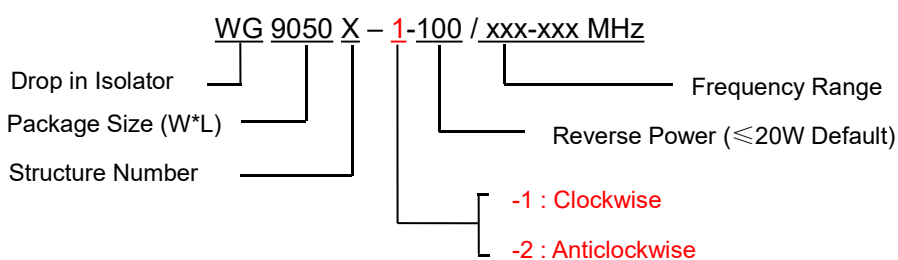 WG 9050 X – 1-100 / xxx-xxx MHz
Drop in Isolator
Frequency Range
Package Size (W*L)
Reverse Power (≤20W Default)
Structure Number
-1 : Clockwise
-2 : Anticlockwise